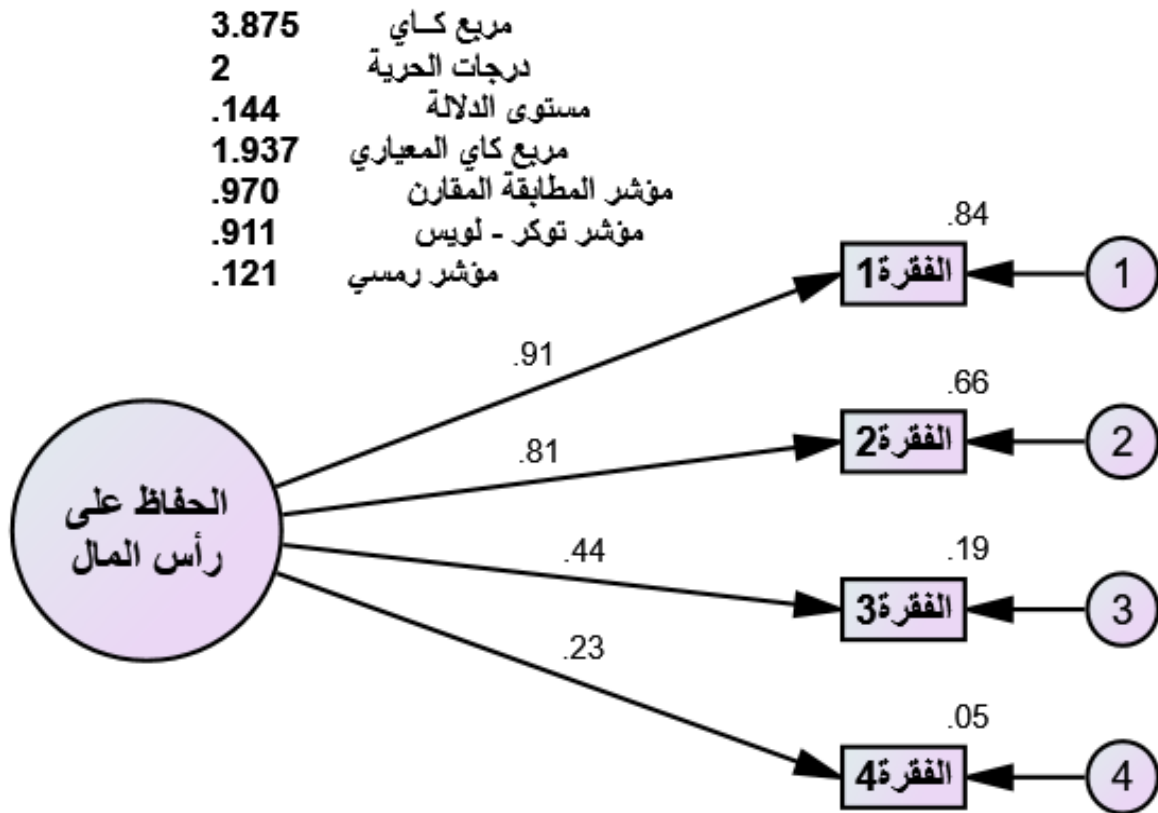 مربع كــاي 3.875
درجات الحرية 2
مستوى الدلالة .144
مربع كاي المعياري 1.937
مؤشر المطابقة المقارن .970
مؤشر توكر - لويس .911
مؤشر رمسي .121
.84
الفقرة1
1
.91
.66
الفقرة2
2
.81
الحفاظ على
رأس المال
.44
.19
الفقرة3
3
.23
.05
الفقرة4
4